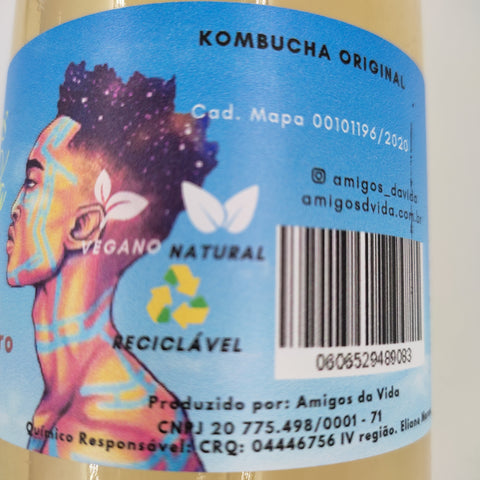 KOMBUCHA ORIGINAL
Cad. Mapa 00101196/2020
amigos_davida
amigosdvida.com.br
VEGANO NATURAL
RECICLÁVEL
0606529489083
Produzido por: Amigos da Vida
CNPJ 20 775.498/0001 - 71
Químico Responsável: CRQ: 04446756 IV região. Eliane